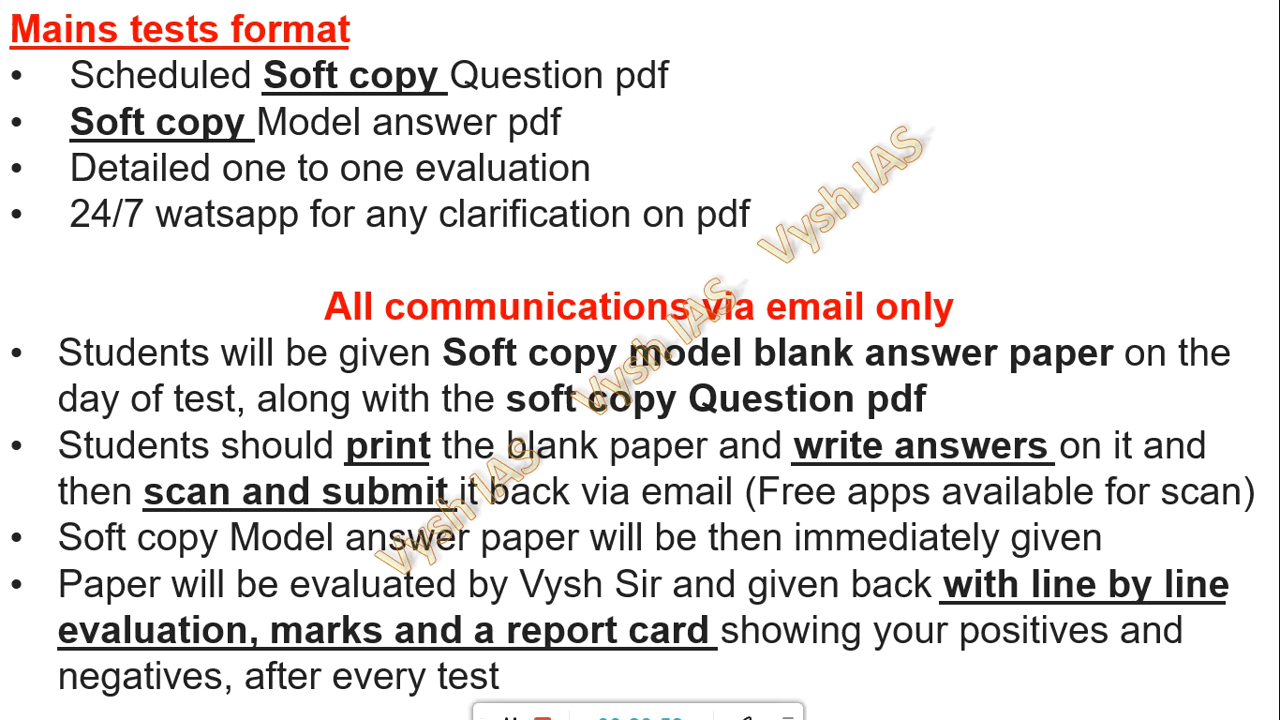 Mains tests format
• Scheduled Soft copy Question pdf
• Soft copy Model answer pdf
• Detailed one to one evaluation
• 24/7 watsapp for any clarification on pdf
Vysh IAS
All communications via email only
Vysh IAS
• Students will be given Soft copy model blank answer paper on the
day of test, along with the soft copy Question pdf
• Students should print the blank paper and write answers on it and
then scan and submit it back via email (Free apps available for scan)
Vysh IAS
• Soft copy Model answer paper will be then immediately given
• Paper will be evaluated by Vysh Sir and given back with line by line
evaluation, marks and a report card showing your positives and
negatives, after every test